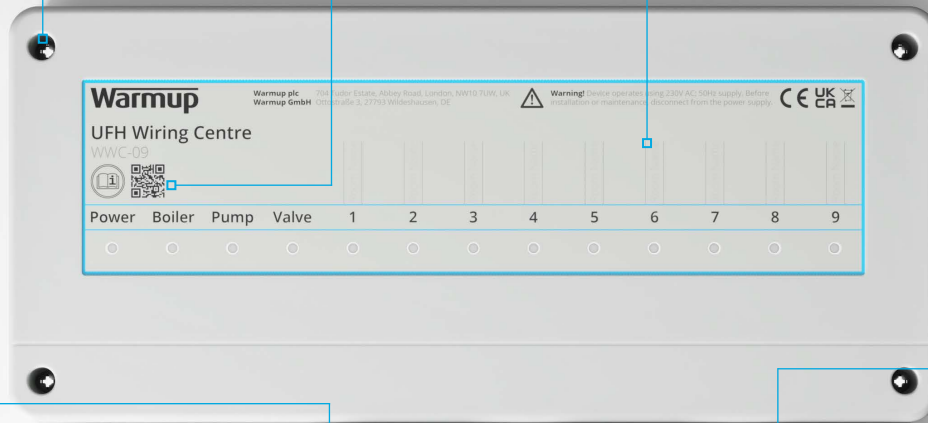 Warmup
Warmup plc 704 Tudor Estate, Abbey Road, London, NW10 7UW, UK
Warmup GmbH Ottostraße 3, 27793 Wildeshausen, DE
Warning! Device operates using 230V AC; 50Hz supply. Before
installation or maintenance, disconnect from the power supply.
CE UK CA
UFH Wiring Centre
WWC-09
Power Boiler Pump Valve 1 2 3 4 5 6 7 8 9